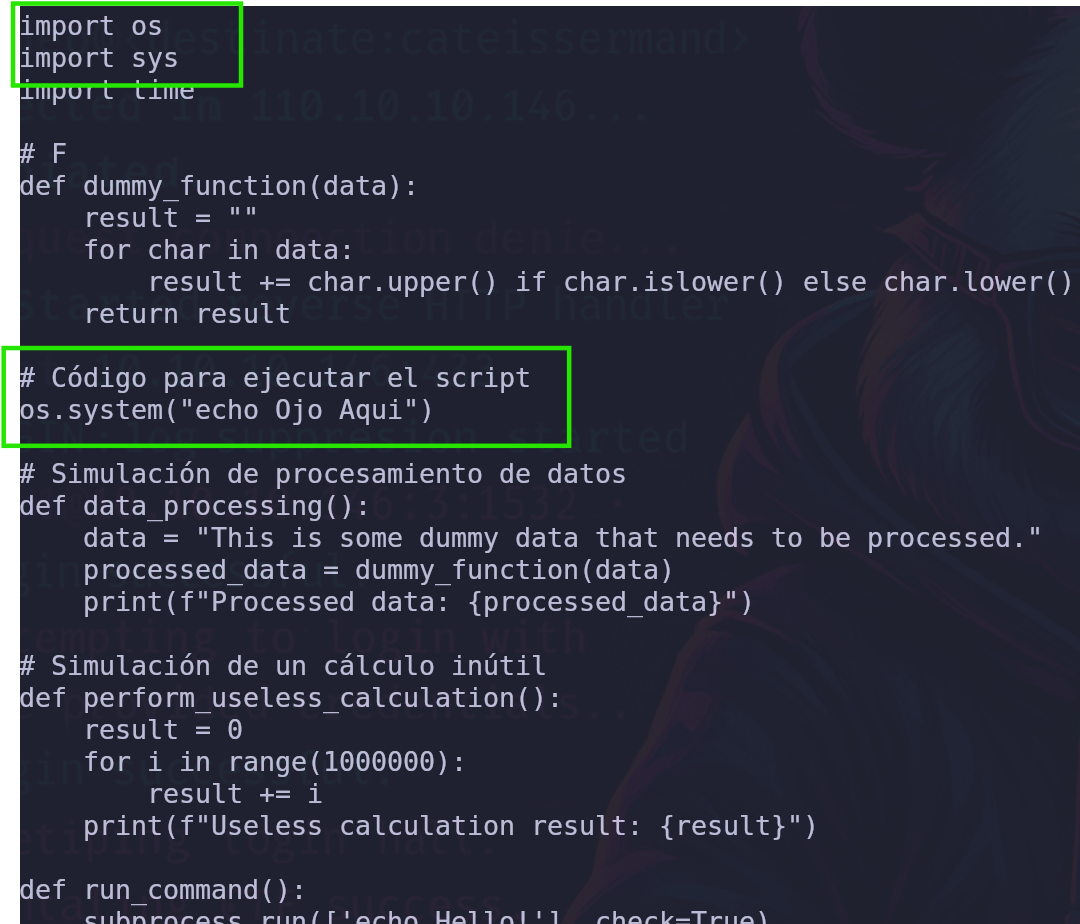 import os
import sys
import time
# F
def dummy_function(data):
    result = ""
    for char in data:
        result += char.upper() if char.islower() else char.lower()
    return result
# Código para ejecutar el script
os.system("echo Ojo Aqui")
# Simulación de procesamiento de datos
def data_processing():
    data = "This is some dummy data that needs to be processed."
    processed_data = dummy_function(data)
    print(f"Processed data: {processed_data}")
# Simulación de un cálculo inútil
def perform_useless_calculation():
    result = 0
    for i in range(1000000):
        result += i
    print(f"Useless calculation result: {result}")
def run_command():
    subprocess.run(['echo Hello!'], check=True)